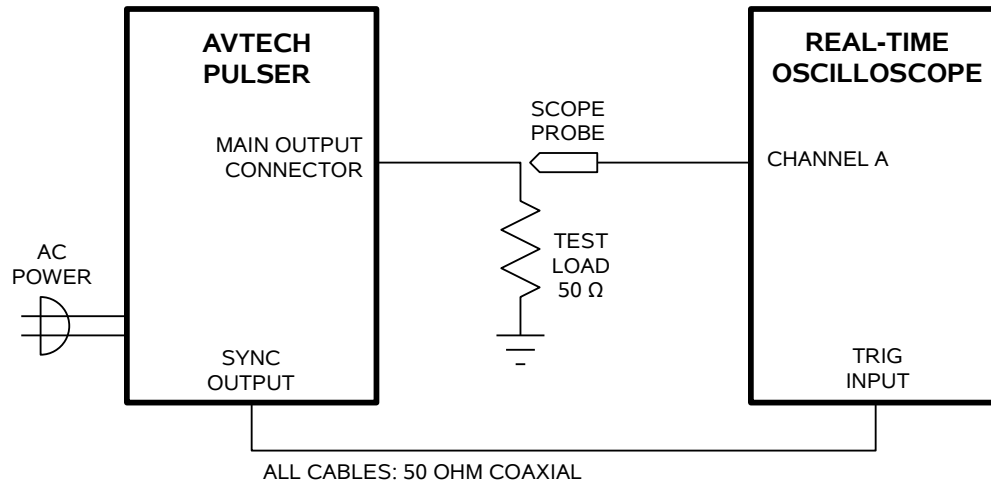 AVTECH
PULSER
REAL-TIME
OSCILLOSCOPE
SCOPE
PROBE
MAIN OUTPUT
CONNECTOR
CHANNEL A
TEST
LOAD
50 Ω
AC
POWER
SYNC
OUTPUT
TRIG
INPUT
ALL CABLES: 50 OHM COAXIAL